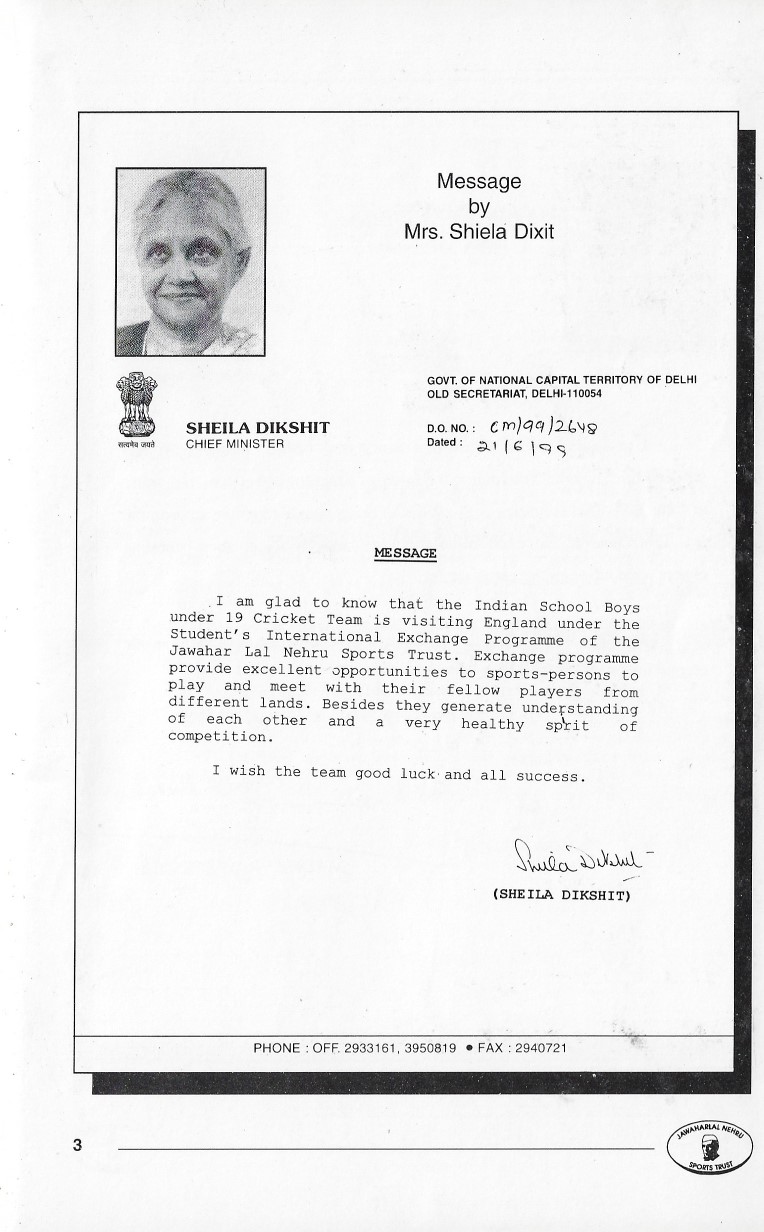 Message
by
Mrs. Shiela Dixit
GOVT. OF NATIONAL CAPITAL TERRITORY OF DELHI
OLD SECRETARIAT, DELHI-110054
सत्यमेव जयते
SHEILA DIKSHIT
CHIEF MINISTER
D.O. NO. : CM/99/2648
Dated : 21/6/99
MESSAGE
I am glad to know that the Indian School Boys
under 19 Cricket Team is visiting England under the
Student's International Exchange Programme of the
Jawahar Lal Nehru Sports Trust. Exchange programme
provide excellent opportunities to sports-persons to
play and meet with their fellow players from
different lands. Besides they generate understanding
of each other and a very healthy spirit of
competition.
I wish the team good luck and all success.
Sheila Dikshit
(SHEILA DIKSHIT)
PHONE : OFF. 2933161, 3950819 • FAX : 2940721
3
JAWAHARLAL NEHRU
SPORTS TRUST